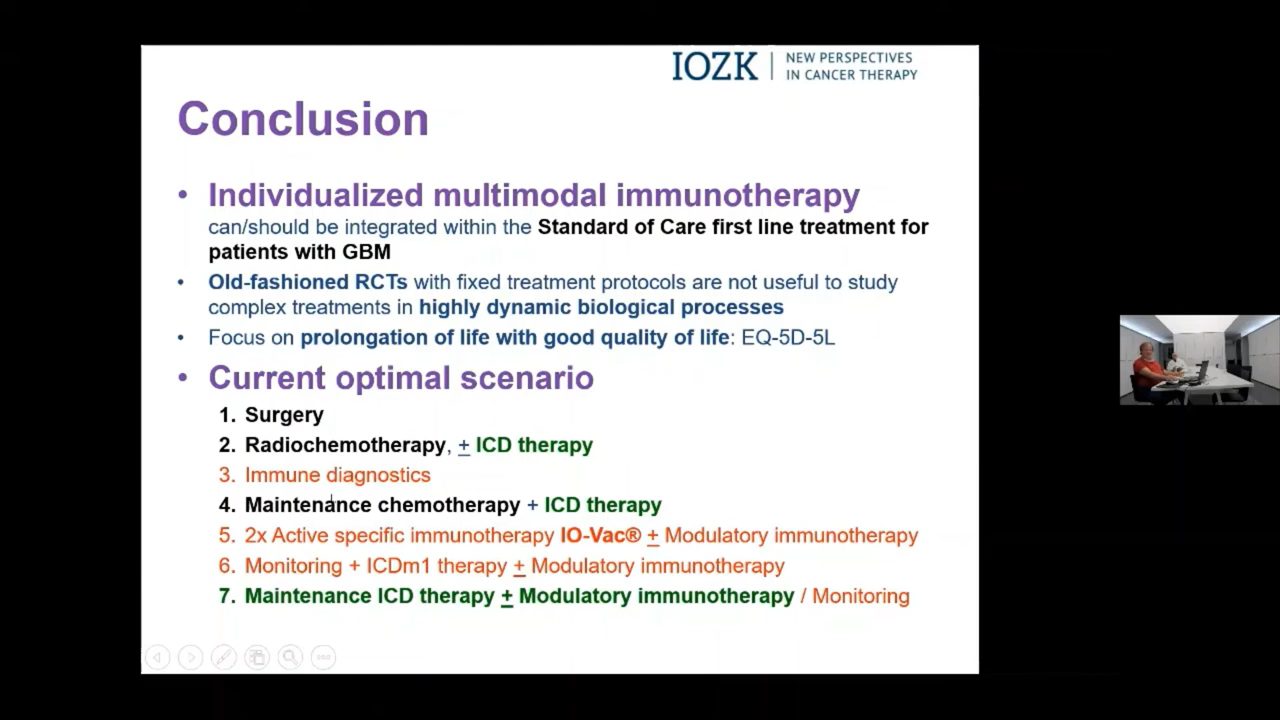 IOZK
NEW PERSPECTIVES
IN CANCER THERAPY
Conclusion
• Individualized multimodal immunotherapy
can/should be integrated within the Standard of Care first line treatment for
patients with GBM
• Old-fashioned RCTs with fixed treatment protocols are not useful to study
complex treatments in highly dynamic biological processes
• Focus on prolongation of life with good quality of life: EQ-5D-5L
• Current optimal scenario
1. Surgery
2. Radiochemotherapy, ± ICD therapy
3. Immune diagnostics
4. Maintenance chemotherapy + ICD therapy
5. 2x Active specific immunotherapy IO-Vac® ± Modulatory immunotherapy
6. Monitoring + ICDm1 therapy ± Modulatory immunotherapy
7. Maintenance ICD therapy ± Modulatory immunotherapy / Monitoring